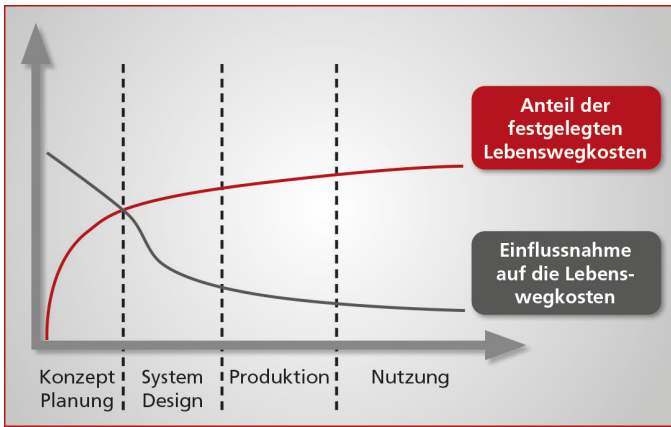 Anteil der
festgelegten
Lebenswegkosten
Einflussnahme
auf die Lebens-
wegkosten
Konzept
Planung
System
Design
Produktion
Nutzung